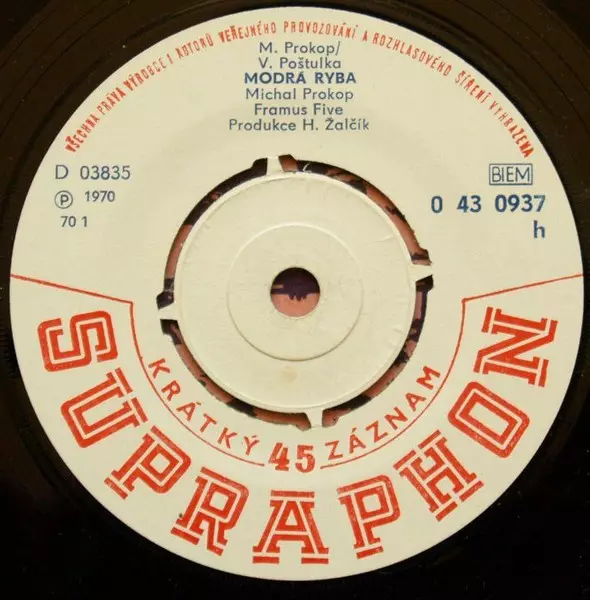 VŠECHNA PRÁVA VÝROBCE I AUTORŮ VEŘEJNÉHO PROVOZOVÁNÍ A ROZHLASOVÉHO ŠÍŘENÍ VYHRAZENA
M. Prokop/
V. Poštulka
MODRÁ RYBA
Michal Prokop
Framus Five
Produkce H. Žalčík
D 03835
Ⓟ 1970
70 1
BIEM
0 43 0937
h
KRÁTKÝ 45 ZÁZNAM
SUPRAPHON